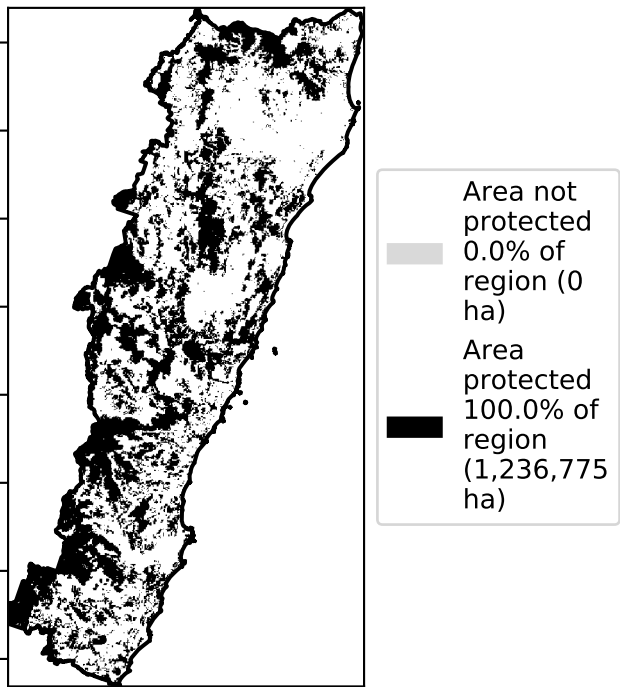 Area not
protected
0.0% of
region (0
ha)
Area
protected
100.0% of
region
(1,236,775
ha)